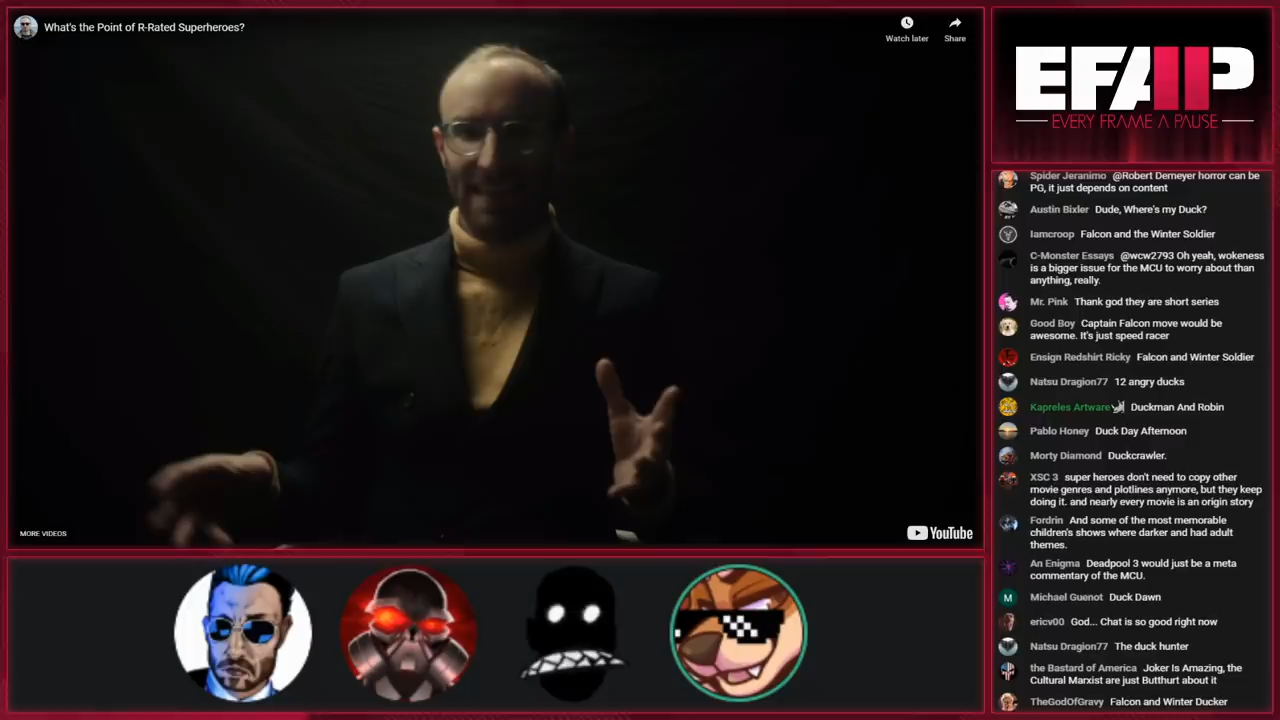 What's the Point of R-Rated Superheroes?
Watch later
Share
MORE VIDEOS
YouTube
EFAP
EVERY FRAME A PAUSE
Spider Jeranimo @Robert Demeyer horror can be
PG, it just depends on content
Austin Bixler Dude, Where's my Duck?
Iamcroop Falcon and the Winter Soldier
C-Monster Essays @wcw2793 Oh yeah, wokeness
is a bigger issue for the MCU to worry about than
anything, really.
Mr. Pink Thank god they are short series
Good Boy Captain Falcon move would be
awesome. It's just speed racer
Ensign Redshirt Ricky Falcon and Winter Soldier
Natsu Dragion77 12 angry ducks
Kapreles Artware Duckman And Robin
Pablo Honey Duck Day Afternoon
Morty Diamond Duckcrawler.
XSC 3 super heroes don't need to copy other
movie genres and plotlines anymore, but they keep
doing it. and nearly every movie is an origin story
Fordrin And some of the most memorable
children's shows where darker and had adult
themes.
An Enigma Deadpool 3 would just be a meta
commentary of the MCU.
M
Michael Guenot Duck Dawn
ericv00 God... Chat is so good right now
Natsu Dragion77 The duck hunter
the Bastard of America Joker Is Amazing, the
Cultural Marxist are just Butthurt about it
TheGodOfGravy Falcon and Winter Ducker